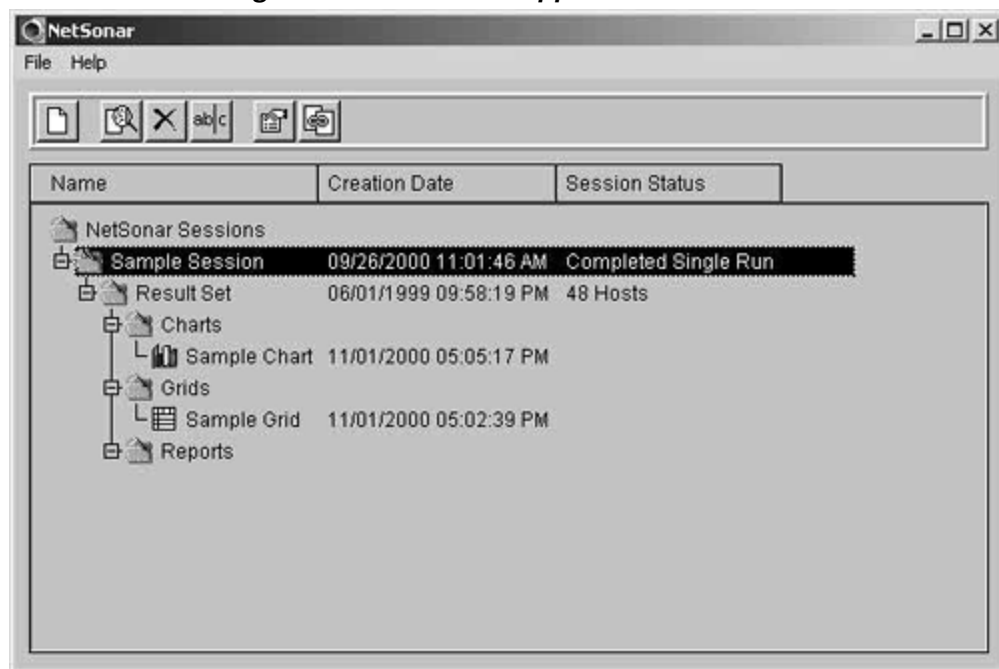 NetSonar
File Help
ab c
Name Creation Date Session Status
NetSonar Sessions
Sample Session 09/26/2000 11:01:46 AM Completed Single Run
Result Set 06/01/1999 09:58:19 PM 48 Hosts
Charts
Sample Chart 11/01/2000 05:05:17 PM
Grids
Sample Grid 11/01/2000 05:02:39 PM
Reports